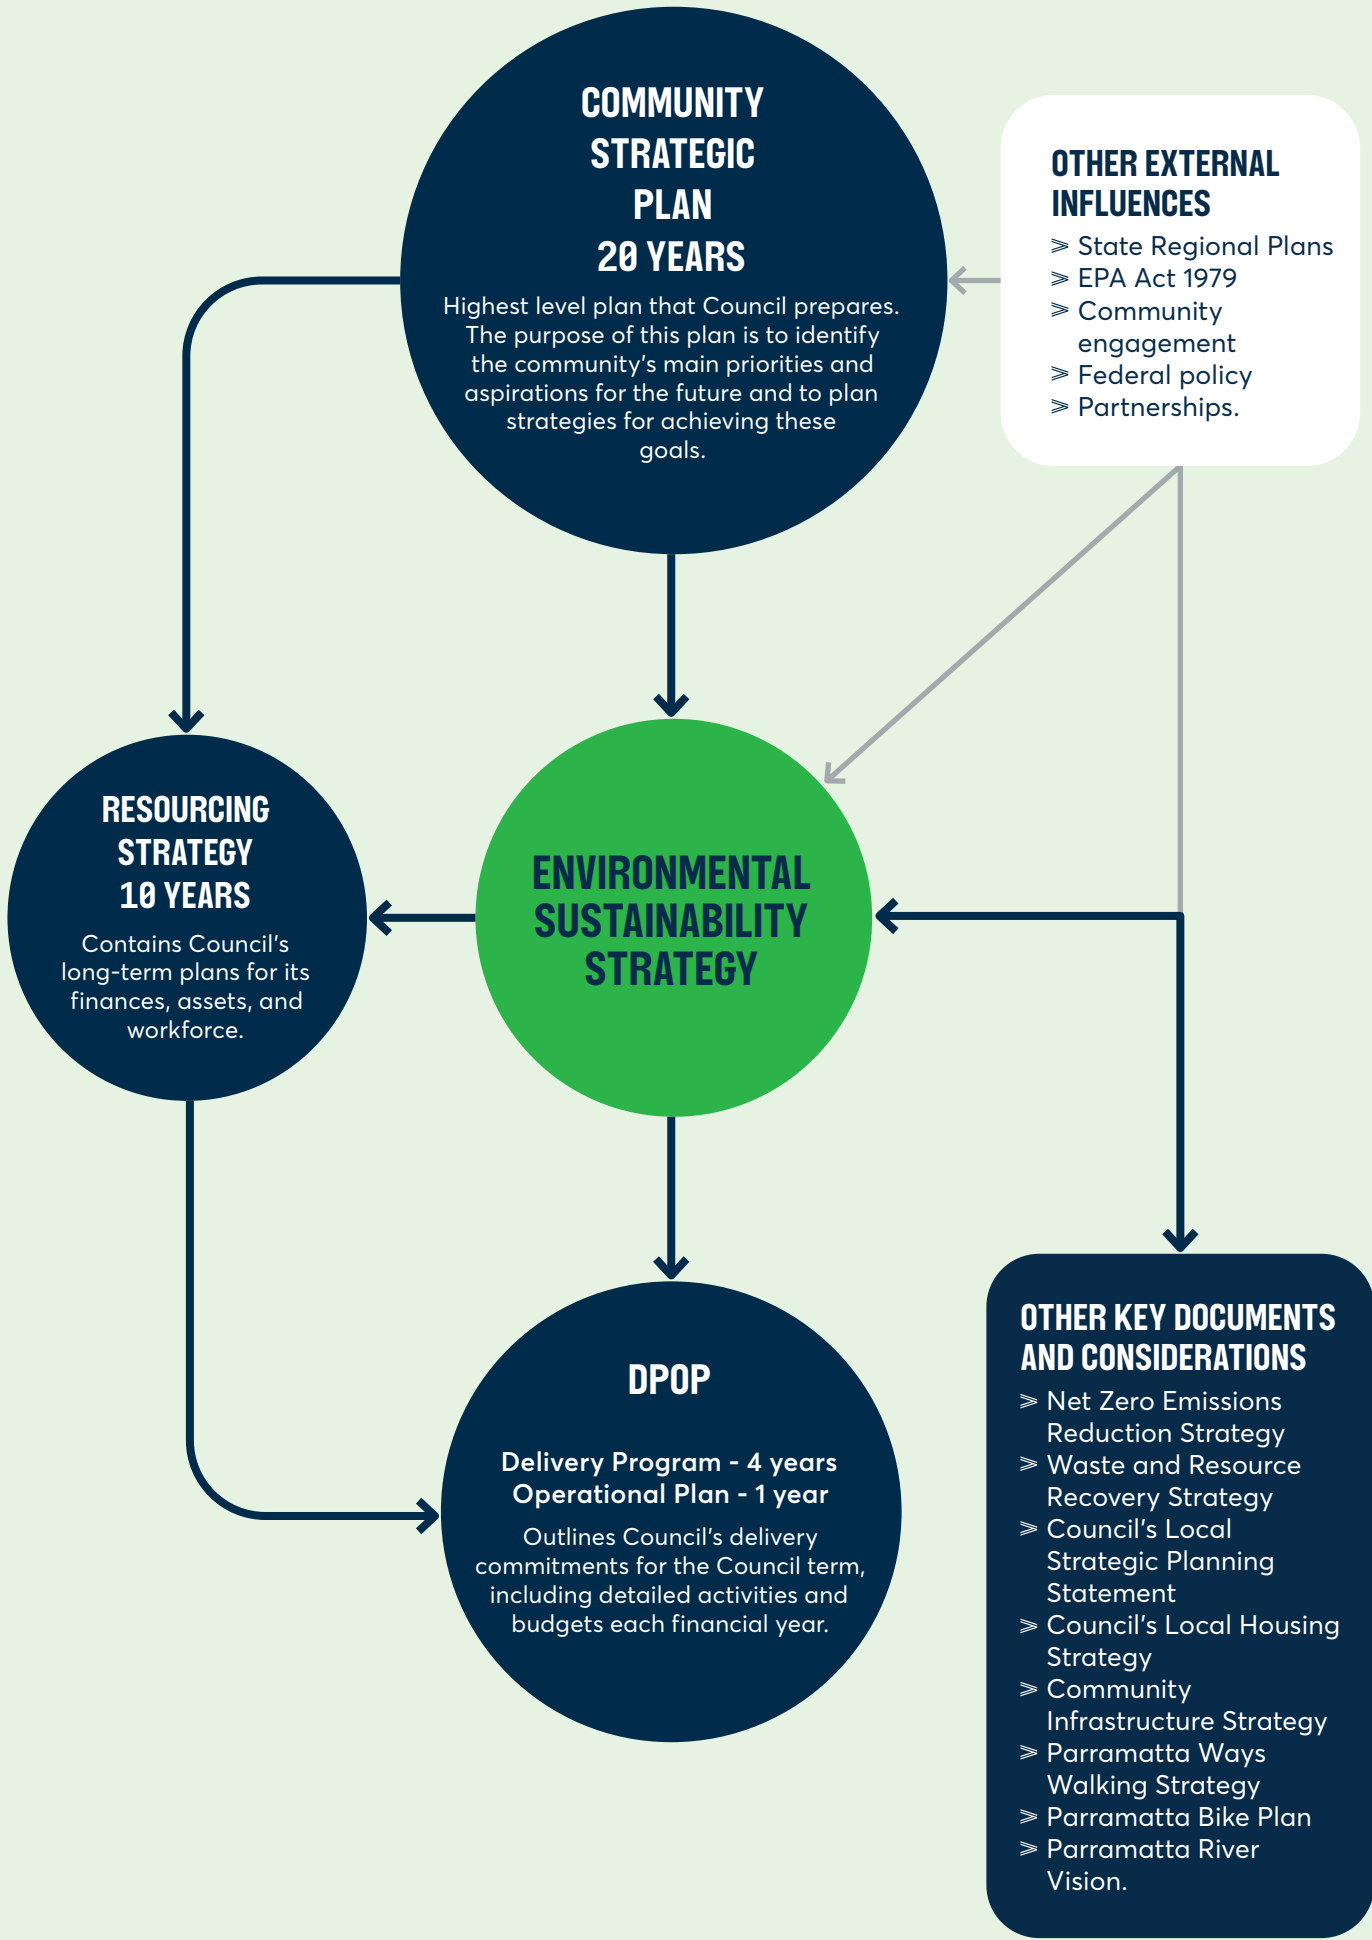 COMMUNITY
STRATEGIC
PLAN
20 YEARS
Highest level plan that Council prepares.
The purpose of this plan is to identify
the community's main priorities and
aspirations for the future and to plan
strategies for achieving these
goals.
OTHER EXTERNAL
INFLUENCES
State Regional Plans
EPA Act 1979
Community
engagement
Federal policy
Partnerships.
RESOURCING
STRATEGY
10 YEARS
Contains Council's
long-term plans for its
finances, assets, and
workforce.
ENVIRONMENTAL
SUSTAINABILITY
STRATEGY
DPOP
Delivery Program - 4 years
Operational Plan - 1 year
Outlines Council's delivery
commitments for the Council term,
including detailed activities and
budgets each financial year.
OTHER KEY DOCUMENTS
AND CONSIDERATIONS
Net Zero Emissions
Reduction Strategy
Waste and Resource
Recovery Strategy
Council's Local
Strategic Planning
Statement
Council's Local Housing
Strategy
Community
Infrastructure Strategy
Parramatta Ways
Walking Strategy
Parramatta Bike Plan
Parramatta River
Vision.